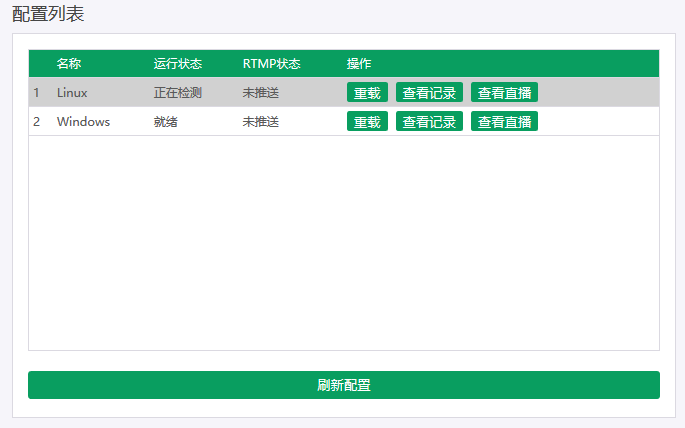 配置列表
名称 运行状态 RTMP状态 操作
1 Linux 正在检测 未推送 重载 查看记录 查看直播
2 Windows 就绪 未推送 重载 查看记录 查看直播
刷新配置